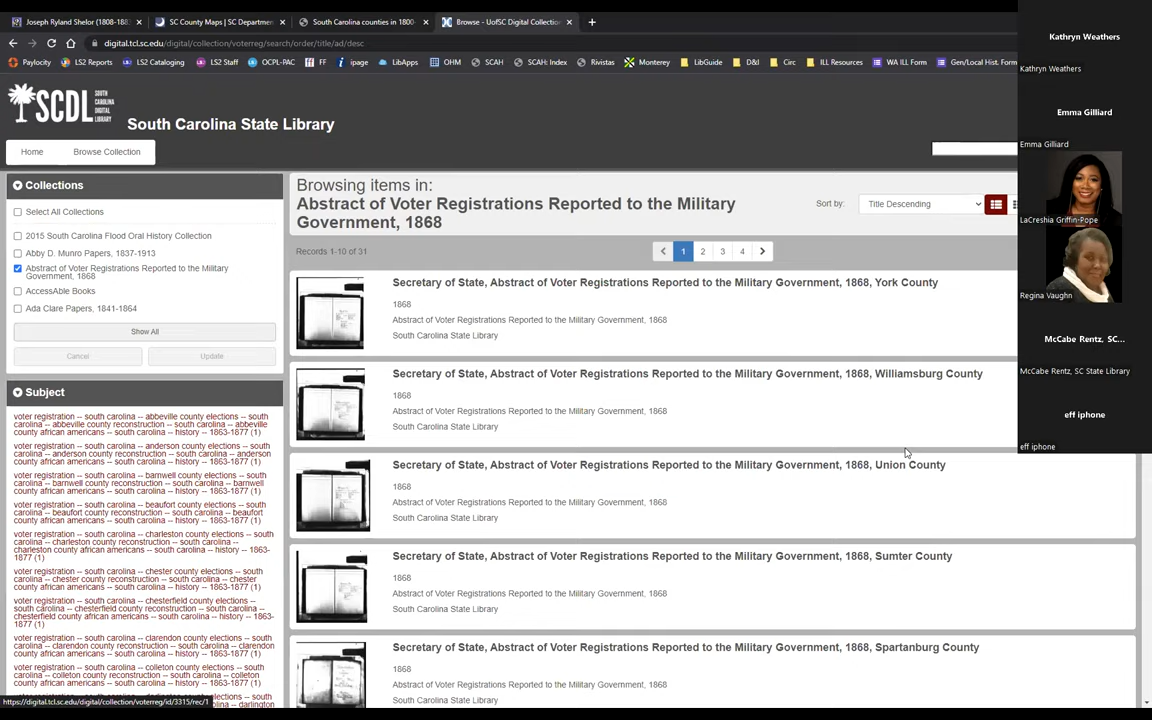 Joseph Ryland Shelor (1808-188
SC County Maps | SC Departmen
South Carolina counties in 1800-
Browse - UofSC Digital Collection
digital.tcl.sc.edu/digital/collection/voterreg/search/order/title/ad/desc
Paylocity LS2 Reports LS2 Cataloging LS2 Staff OCPL-PAC FF ipage LibApps OHM SCAH SCAH: Index Rivistas Monterey LibGuide D&I Circ ILL Resources WA ILL Form Gen/Local Hist. Form
SCDL SOUTH CAROLINA DIGITAL LIBRARY
South Carolina State Library
Home Browse Collection
Collections
Select All Collections
2015 South Carolina Flood Oral History Collection
Abby D. Munro Papers, 1837-1913
Abstract of Voter Registrations Reported to the Military
Government, 1868
AccessAble Books
Ada Clare Papers, 1841-1864
Show All
Cancel Update
Subject
voter registration -- south carolina -- abbeville county elections -- south
carolina -- abbeville county reconstruction -- south carolina -- abbeville
county african americans -- south carolina -- history -- 1863-1877 (1)
voter registration -- south carolina -- anderson county elections -- south
carolina -- anderson county reconstruction -- south carolina -- anderson
county african americans -- south carolina -- history -- 1863-1877 (1)
voter registration -- south carolina -- barnwell county elections -- south
carolina -- barnwell county reconstruction -- south carolina -- barnwell
county african americans -- south carolina -- history -- 1863-1877 (1)
voter registration -- south carolina -- beaufort county elections -- south
carolina -- beaufort county reconstruction -- south carolina -- beaufort
county african americans -- south carolina -- history -- 1863-1877 (1)
voter registration -- south carolina -- charleston county elections -- south
carolina -- charleston county reconstruction -- south carolina --
charleston county african americans -- south carolina -- history -- 1863-
1877 (1)
voter registration -- south carolina -- chester county elections -- south
carolina -- chester county reconstruction -- south carolina -- chester
county african americans -- south carolina -- history -- 1863-1877 (1)
voter registration -- south carolina -- chesterfield county elections --
south carolina -- chesterfield county reconstruction -- south carolina --
chesterfield county african americans -- south carolina -- history -- 1863-
1877 (1)
voter registration -- south carolina -- clarendon county elections -- south
carolina -- clarendon county reconstruction -- south carolina -- clarendon
county african americans -- south carolina -- history -- 1863-1877 (1)
voter registration -- south carolina -- colleton county elections -- south
carolina -- colleton county reconstruction -- south carolina -- colleton
county african americans -- south carolina -- history -- 1863-1877 (1)
https://digital.tcl.sc.edu/digital/collection/voterreg/id/3315/rec/1
Browsing items in:
Abstract of Voter Registrations Reported to the Military
Government, 1868
Sort by: Title Descending
Records 1-10 of 31
1 2 3 4
Secretary of State, Abstract of Voter Registrations Reported to the Military Government, 1868, York County
1868
Abstract of Voter Registrations Reported to the Military Government, 1868
South Carolina State Library
Secretary of State, Abstract of Voter Registrations Reported to the Military Government, 1868, Williamsburg County
1868
Abstract of Voter Registrations Reported to the Military Government, 1868
South Carolina State Library
Secretary of State, Abstract of Voter Registrations Reported to the Military Government, 1868, Union County
1868
Abstract of Voter Registrations Reported to the Military Government, 1868
South Carolina State Library
Secretary of State, Abstract of Voter Registrations Reported to the Military Government, 1868, Sumter County
1868
Abstract of Voter Registrations Reported to the Military Government, 1868
South Carolina State Library
Secretary of State, Abstract of Voter Registrations Reported to the Military Government, 1868, Spartanburg County
1868
Abstract of Voter Registrations Reported to the Military Government, 1868
South Carolina State Library
Kathryn Weathers
Kathryn Weathers
Emma Gilliard
Emma Gilliard
LaCreshia Griffin-Pope
Regina Vaughn
McCabe Rentz, SC...
McCabe Rentz, SC State Library
eff iphone
eff iphone